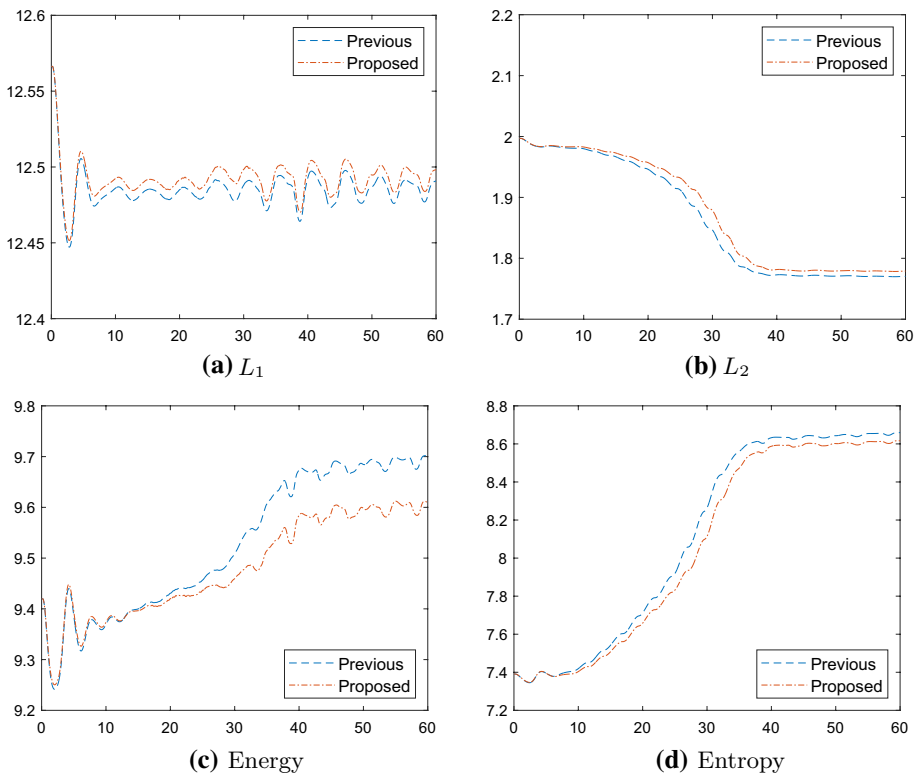 12.6
12.55
12.5
12.45
12.4
0 10 20 30 40 50 60
Previous
Proposed
(a) L₁
2.2
2.1
2
1.9
1.8
1.7
0 10 20 30 40 50 60
Previous
Proposed
(b) L₂
9.8
9.7
9.6
9.5
9.4
9.3
9.2
0 10 20 30 40 50 60
Previous
Proposed
(c) Energy
8.8
8.6
8.4
8.2
8
7.8
7.6
7.4
7.2
0 10 20 30 40 50 60
Previous
Proposed
(d) Entropy